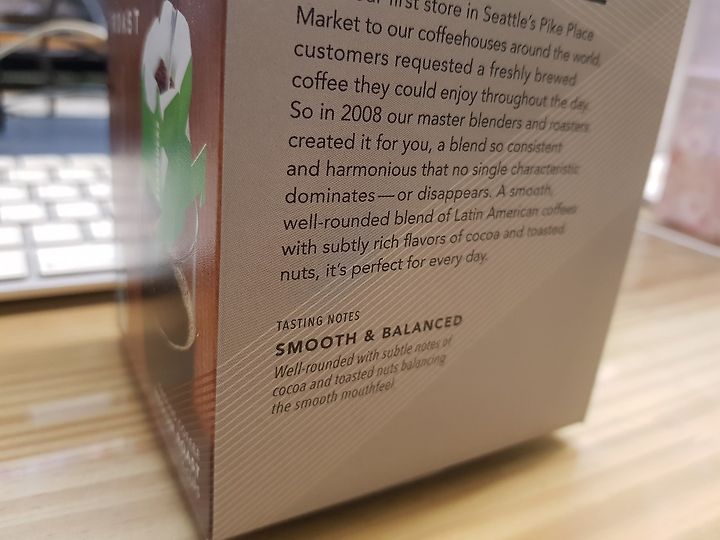 first store in Seattle's Pike Place
Market to our coffeehouses around the world,
customers requested a freshly brewed
coffee they could enjoy throughout the day.
So in 2008 our master blenders and roasters
created it for you, a blend so consistent
and harmonious that no single characteristic
dominates—or disappears. A smooth,
well-rounded blend of Latin American coffees
with subtly rich flavors of cocoa and toasted
nuts, it's perfect for every day.
TASTING NOTES
SMOOTH & BALANCED
Well-rounded with subtle notes of
cocoa and toasted nuts balancing
the smooth mouthfeel.